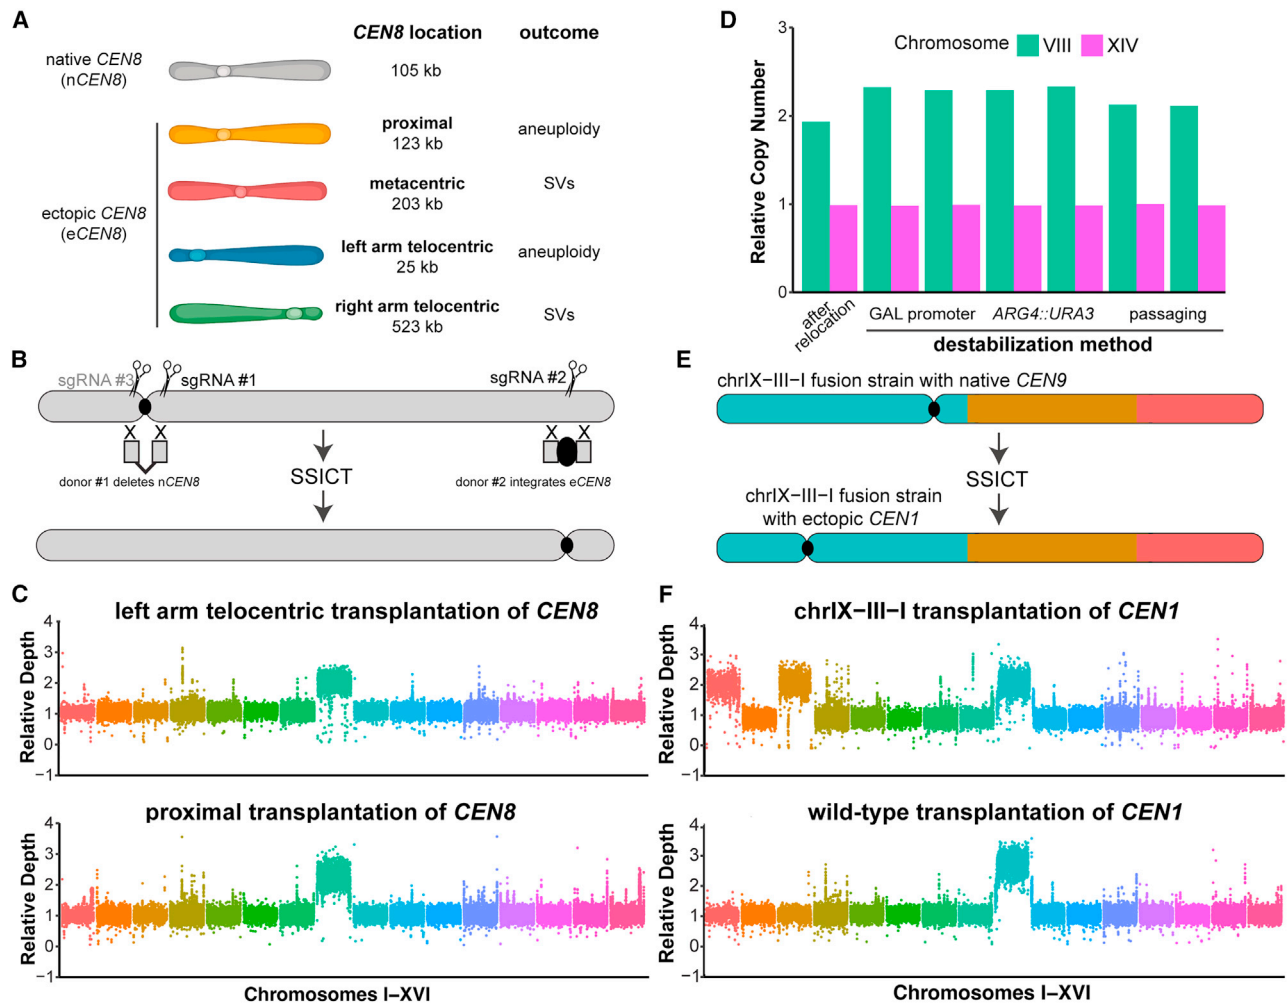 A
CEN8 location outcome
native CEN8
(nCEN8)
105 kb
ectopic CEN8
(eCEN8)
proximal
123 kb
aneuploidy
metacentric
203 kb
SVs
left arm telocentric
25 kb
aneuploidy
right arm telocentric
523 kb
SVs
B
sgRNA #3 sgRNA #1 sgRNA #2
X X X X
donor #1 deletes nCEN8
SSICT
donor #2 integrates eCEN8
C
left arm telocentric transplantation of CEN8
Relative Depth
4
3
2
1
0
−1
proximal transplantation of CEN8
Relative Depth
4
3
2
1
0
−1
Chromosomes I–XVI
D
Chromosome VIII XIV
Relative Copy Number
3
2
1
0
after
relocation
GAL promoter ARG4::URA3 passaging
destabilization method
E
chrIX−III−I fusion strain with native CEN9
SSICT
chrIX−III−I fusion strain
with ectopic CEN1
F
chrIX−III−I transplantation of CEN1
Relative Depth
4
3
2
1
0
−1
wild-type transplantation of CEN1
Relative Depth
4
3
2
1
0
−1
Chromosomes I–XVI